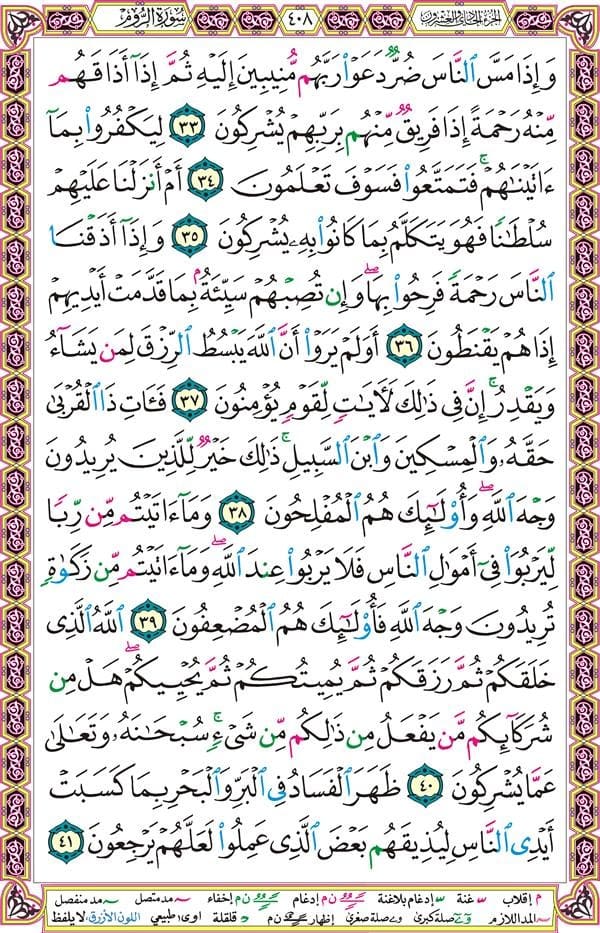 الجزء الحادي والعشرون ٤٠٨ سورة الروم
وَإِذَا مَسَّ ٱلنَّاسَ ضُرٌّ دَعَوْا۟ رَبَّهُم مُّنِيبِينَ إِلَيْهِ ثُمَّ إِذَآ أَذَاقَهُم
مِّنْهُ رَحْمَةً إِذَا فَرِيقٌ مِّنْهُم بِرَبِّهِمْ يُشْرِكُونَ ٣٣ لِيَكْفُرُوا۟ بِمَآ
ءَاتَيْنَٰهُمْ ۚ فَتَمَتَّعُوا۟ فَسَوْفَ تَعْلَمُونَ ٣٤ أَمْ أَنزَلْنَا عَلَيْهِمْ
سُلْطَٰنًا فَهُوَ يَتَكَلَّمُ بِمَا كَانُوا۟ بِهِۦ يُشْرِكُونَ ٣٥ وَإِذَآ أَذَقْنَا
ٱلنَّاسَ رَحْمَةً فَرِحُوا۟ بِهَا ۖ وَإِن تُصِبْهُمْ سَيِّئَةٌۢ بِمَا قَدَّمَتْ أَيْدِيهِمْ
إِذَا هُمْ يَقْنَطُونَ ٣٦ أَوَلَمْ يَرَوْا۟ أَنَّ ٱللَّهَ يَبْسُطُ ٱلرِّزْقَ لِمَن يَشَآءُ
وَيَقْدِرُ ۚ إِنَّ فِى ذَٰلِكَ لَءَايَٰتٍ لِّقَوْمٍ يُؤْمِنُونَ ٣٧ فَـَٔاتِ ذَا ٱلْقُرْبَىٰ
حَقَّهُۥ وَٱلْمِسْكِينَ وَٱبْنَ ٱلسَّبِيلِ ۚ ذَٰلِكَ خَيْرٌ لِّلَّذِينَ يُرِيدُونَ
وَجْهَ ٱللَّهِ ۖ وَأُو۟لَٰٓئِكَ هُمُ ٱلْمُفْلِحُونَ ٣٨ وَمَآ ءَاتَيْتُم مِّن رِّبًا
لِّيَرْبُوَا۟ فِىٓ أَمْوَٰلِ ٱلنَّاسِ فَلَا يَرْبُوا۟ عِندَ ٱللَّهِ ۖ وَمَآ ءَاتَيْتُم مِّن زَكَوٰةٍ
تُرِيدُونَ وَجْهَ ٱللَّهِ فَأُو۟لَٰٓئِكَ هُمُ ٱلْمُضْعِفُونَ ٣٩ ٱللَّهُ ٱلَّذِى
خَلَقَكُمْ ثُمَّ رَزَقَكُمْ ثُمَّ يُمِيتُكُمْ ثُمَّ يُحْيِيكُمْ ۖ هَلْ مِن
شُرَكَآئِكُم مَّن يَفْعَلُ مِن ذَٰلِكُم مِّن شَىْءٍ ۚ سُبْحَٰنَهُۥ وَتَعَٰلَىٰ
عَمَّا يُشْرِكُونَ ٤٠ ظَهَرَ ٱلْفَسَادُ فِى ٱلْبَرِّ وَٱلْبَحْرِ بِمَا كَسَبَتْ
أَيْدِى ٱلنَّاسِ لِيُذِيقَهُم بَعْضَ ٱلَّذِى عَمِلُوا۟ لَعَلَّهُمْ يَرْجِعُونَ ٤١
م إقلاب غنة إدغام بلاغنة ن م إدغام ن م إخفاء مد متصل مد منفصل
المد اللازم صلة كبرى صلة صغرى إظهار ن م قلقلة اوى طبيعي اللون الأزرق لا يلفظ